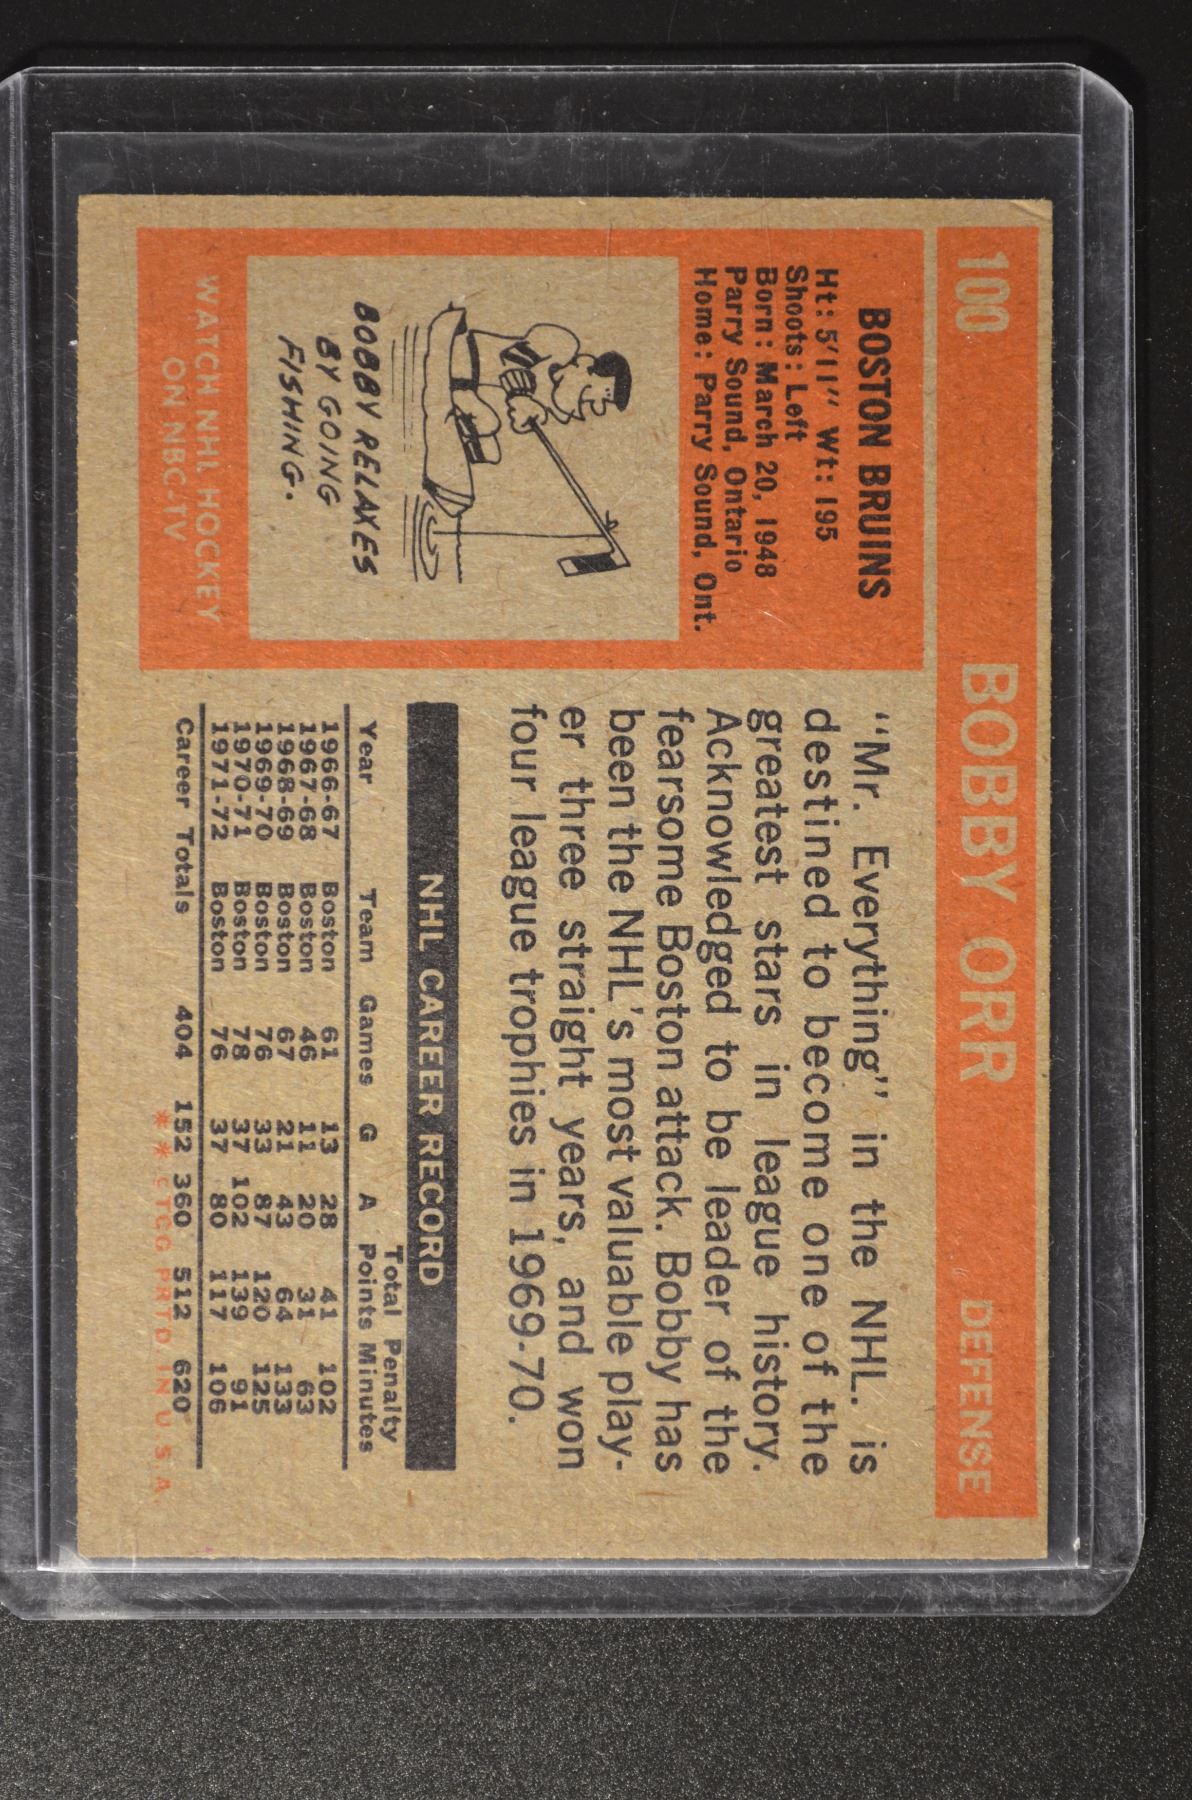 100 BOBBY ORR DEFENSE
BOSTON BRUINS
Ht: 5'11" Wt: 195
Shoots: Left
Born: March 20, 1948
Parry Sound, Ontario
Home: Parry Sound, Ont.
BOBBY RELAXES
BY GOING
FISHING.
WATCH NHL HOCKEY
ON NBC-TV
"Mr. Everything" in the NHL. is
destined to become one of the
greatest stars in league history.
Acknowledged to be leader of the
fearsome Boston attack. Bobby has
been the NHL's most valuable play-
er three straight years, and won
four league trophies in 1969-70.
NHL CAREER RECORD
Total Penalty
Year Team Games G A Points Minutes
1966-67 Boston 61 13 28 41 102
1967-68 Boston 46 11 20 31 63
1968-69 Boston 67 21 43 64 133
1969-70 Boston 76 33 87 120 125
1970-71 Boston 78 37 102 139 91
1971-72 Boston 76 37 80 117 106
Career Totals 404 152 360 512 620
** © T.C.G. PRTD. IN U.S.A.